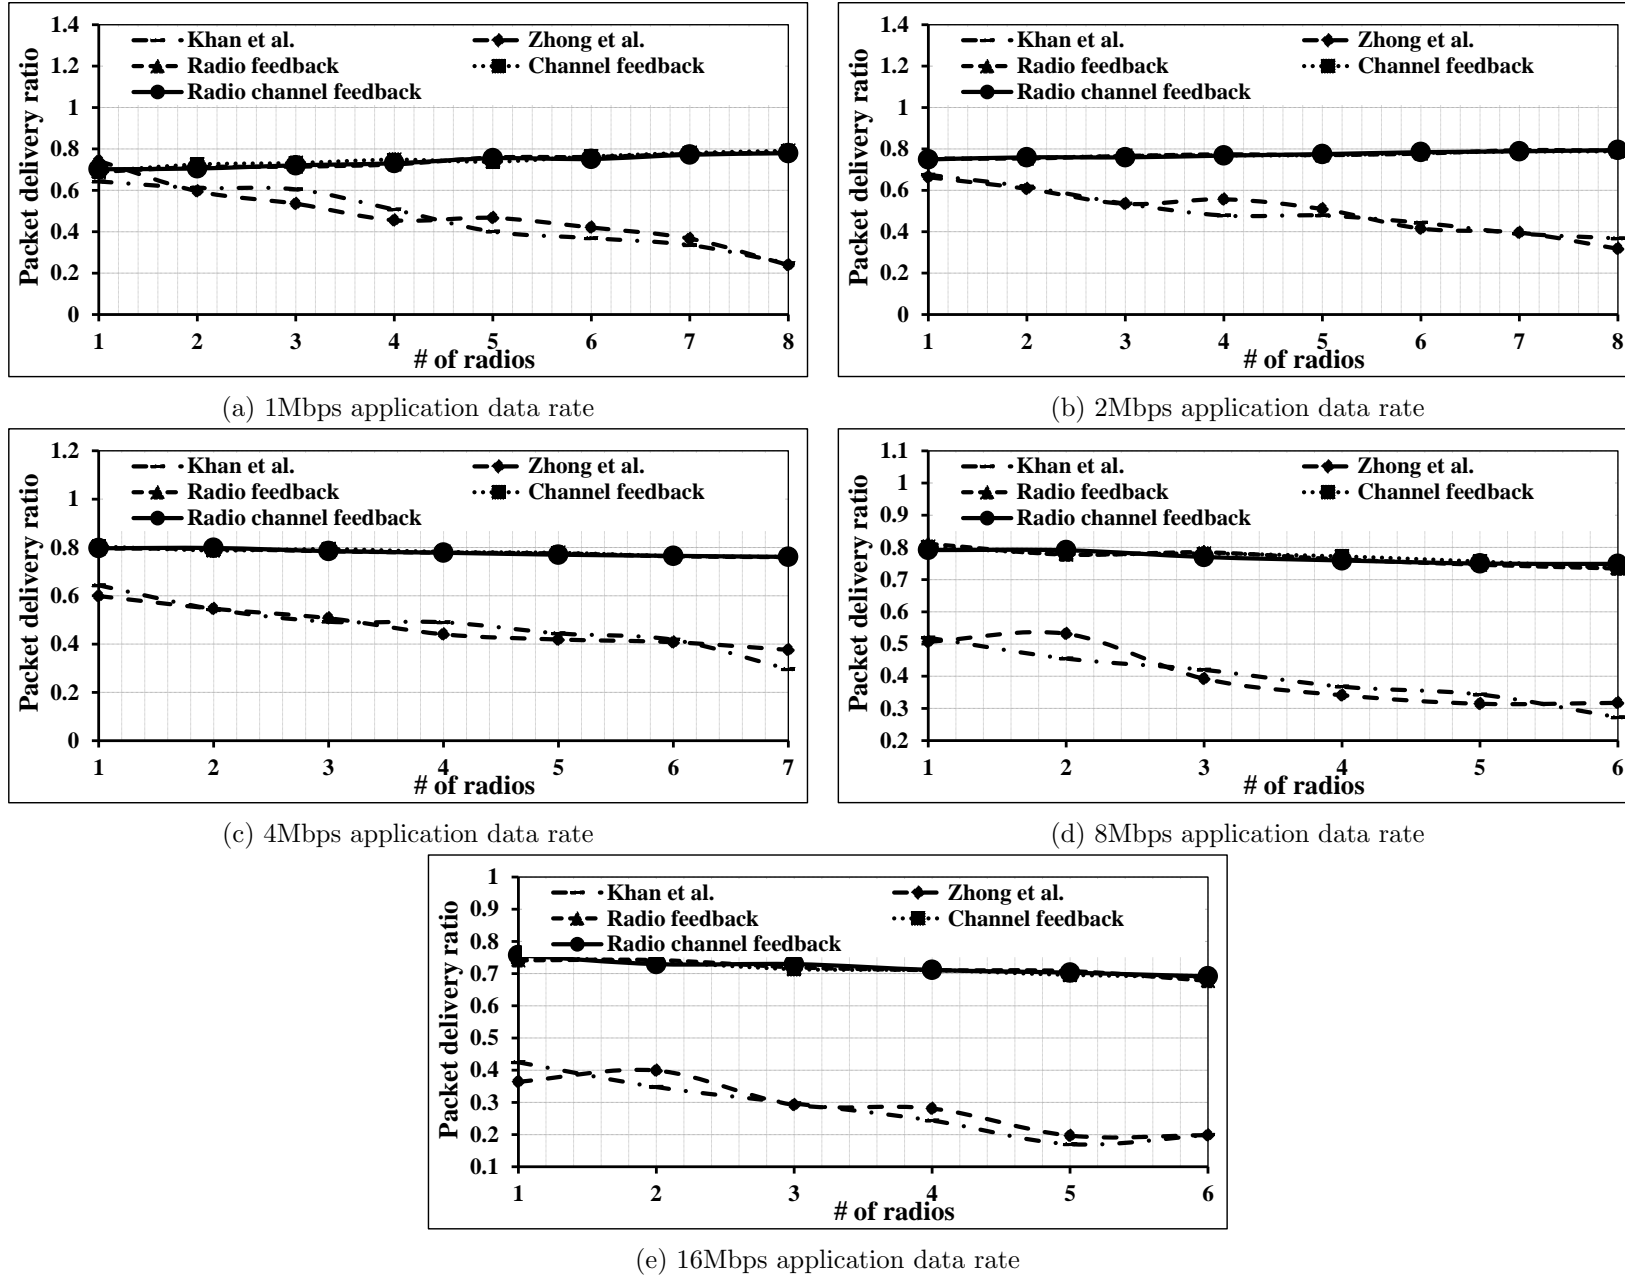 1.4
1.2
1
0.8
0.6
0.4
0.2
0
Packet delivery ratio
Khan et al.
Zhong et al.
Radio feedback
Channel feedback
Radio channel feedback
1 2 3 4 5 6 7 8
# of radios
(a) 1Mbps application data rate
1.4
1.2
1
0.8
0.6
0.4
0.2
0
Packet delivery ratio
Khan et al.
Zhong et al.
Radio feedback
Channel feedback
Radio channel feedback
1 2 3 4 5 6 7 8
# of radios
(b) 2Mbps application data rate
1.2
1
0.8
0.6
0.4
0.2
0
Packet delivery ratio
Khan et al.
Zhong et al.
Radio feedback
Channel feedback
Radio channel feedback
1 2 3 4 5 6 7
# of radios
(c) 4Mbps application data rate
1.1
1
0.9
0.8
0.7
0.6
0.5
0.4
0.3
0.2
Packet delivery ratio
Khan et al.
Zhong et al.
Radio feedback
Channel feedback
Radio channel feedback
1 2 3 4 5 6
# of radios
(d) 8Mbps application data rate
1
0.9
0.8
0.7
0.6
0.5
0.4
0.3
0.2
0.1
Packet delivery ratio
Khan et al.
Zhong et al.
Radio feedback
Channel feedback
Radio channel feedback
1 2 3 4 5 6
# of radios
(e) 16Mbps application data rate